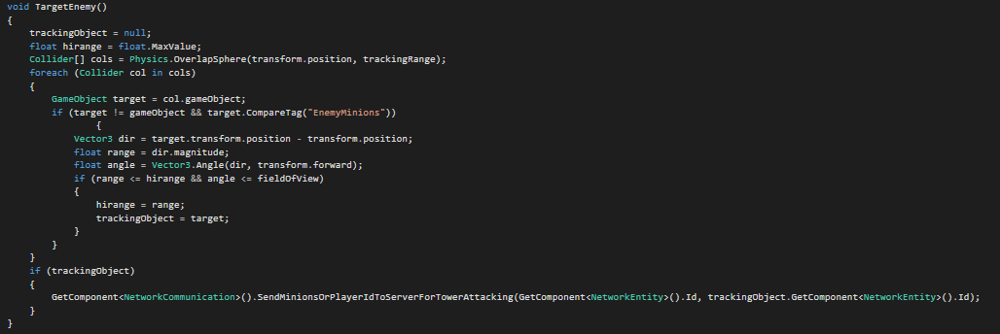 void TargetEnemy()
{
    trackingObject = null;
    float hirange = float.MaxValue;
    Collider[] cols = Physics.OverlapSphere(transform.position, trackingRange);
    foreach (Collider col in cols)
    {
        GameObject target = col.gameObject;
        if (target != gameObject && target.CompareTag("EnemyMinions"))
                {
            Vector3 dir = target.transform.position - transform.position;
            float range = dir.magnitude;
            float angle = Vector3.Angle(dir, transform.forward);
            if (range <= hirange && angle <= fieldOfView)
            {
                hirange = range;
                trackingObject = target;
            }
        }
    }
    if (trackingObject)
    {
        GetComponent<NetworkCommunication>().SendMinionsOrPlayerIdToServerForTowerAttacking(GetComponent<NetworkEntity>().Id, trackingObject.GetComponent<NetworkEntity>().Id);
    }
}